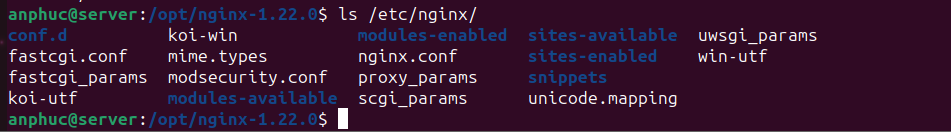 anphuc@server:/opt/nginx-1.22.0$ ls /etc/nginx/
conf.d koi-win modules-enabled sites-available uwsgi_params
fastcgi.conf mime.types nginx.conf sites-enabled win-utf
fastcgi_params modsecurity.conf proxy_params snippets
koi-utf modules-available scgi_params unicode.mapping
anphuc@server:/opt/nginx-1.22.0$